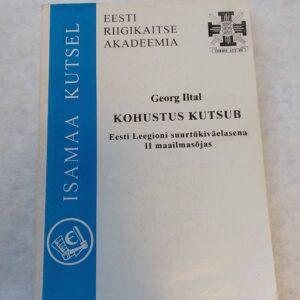 EESTI
RIIGIKAITSE
AKADEEMIA
ISAMAA KUTSEL
Georg Iltal
KOHUSTUS KUTSUB
Eesti Leegioni suurtükiväelasena
II maailmasõjas